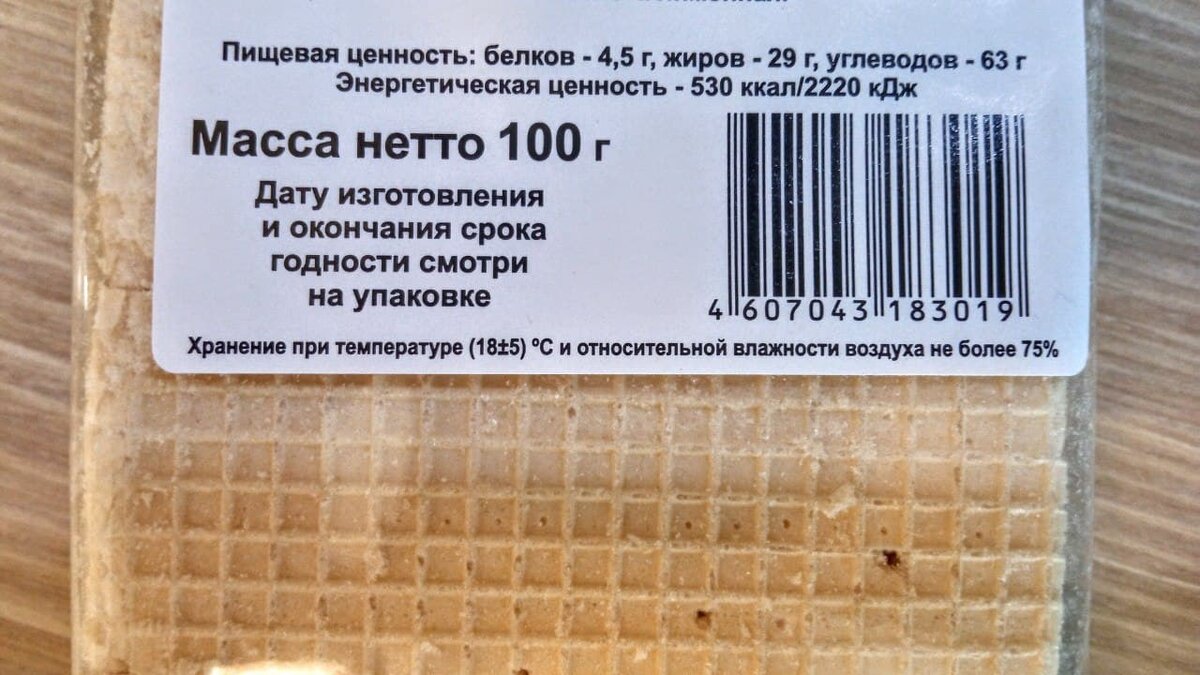 Пищевая ценность: белков - 4,5 г, жиров - 29 г, углеводов - 63 г
Энергетическая ценность - 530 ккал/2220 кДж
Масса нетто 100 г
Дату изготовления
и окончания срока
годности смотри
на упаковке
4 607043 183019
Хранение при температуре (18±5) ºС и относительной влажности воздуха не более 75%